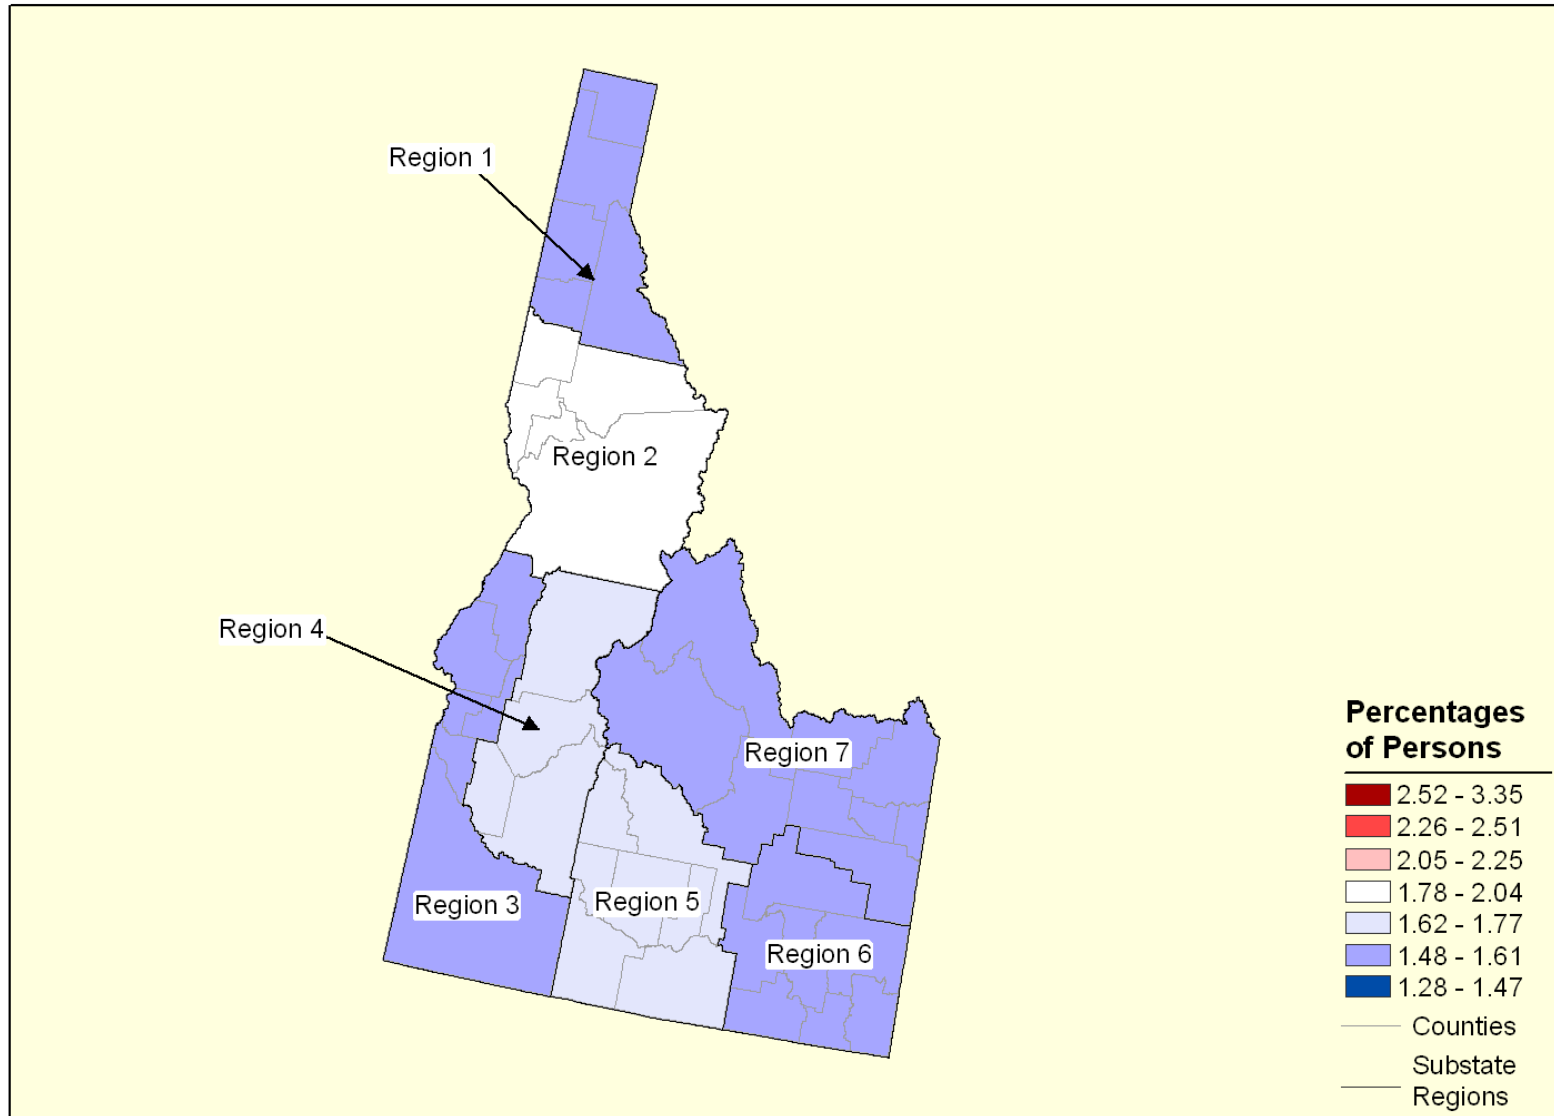 Region 1
Region 2
Region 4
Region 7
Region 3
Region 5
Region 6
Percentages
of Persons
2.52 - 3.35
2.26 - 2.51
2.05 - 2.25
1.78 - 2.04
1.62 - 1.77
1.48 - 1.61
1.28 - 1.47
Counties
Substate
Regions